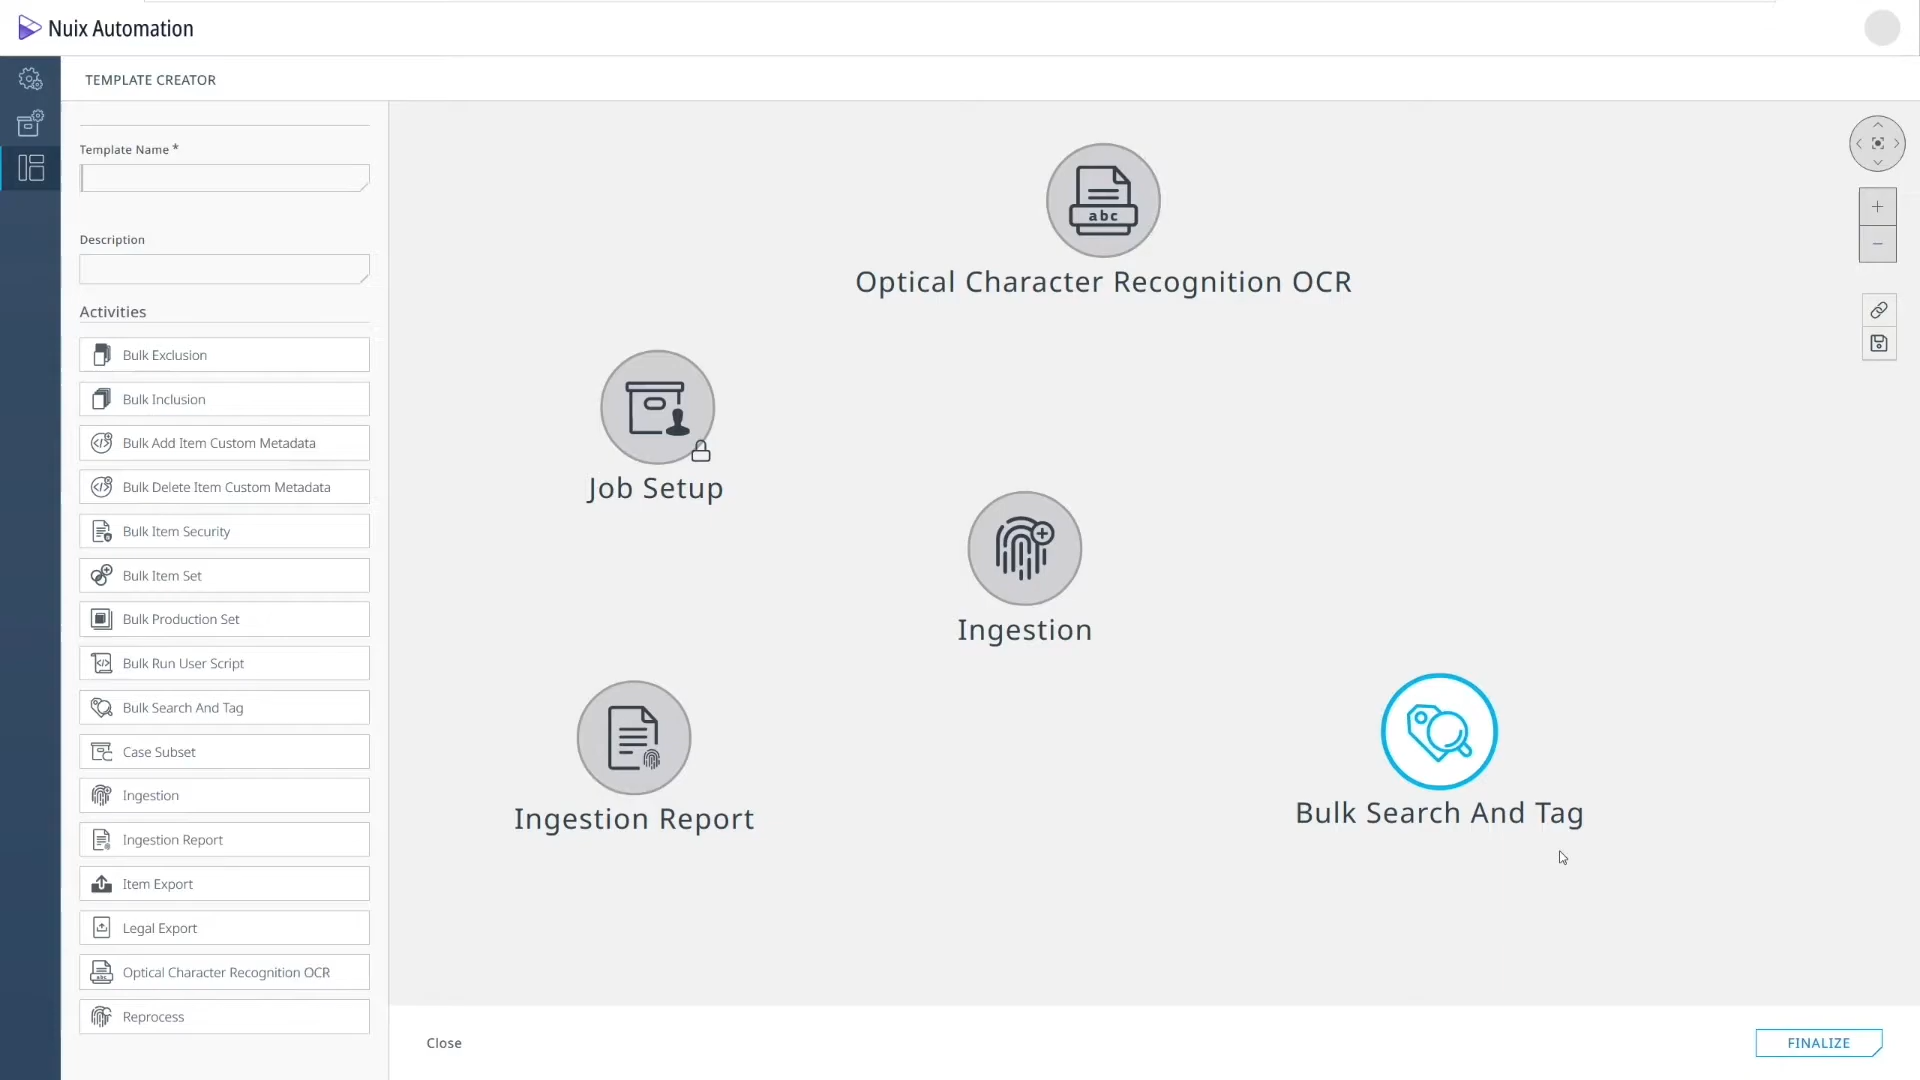 Nuix Automation
TEMPLATE CREATOR
Template Name *
Description
Activities
Bulk Exclusion
Bulk Inclusion
Bulk Add Item Custom Metadata
Bulk Delete Item Custom Metadata
Bulk Item Security
Bulk Item Set
Bulk Production Set
Bulk Run User Script
Bulk Search And Tag
Case Subset
Ingestion
Ingestion Report
Item Export
Legal Export
Optical Character Recognition OCR
Reprocess
abc
Optical Character Recognition OCR
Job Setup
Ingestion
Ingestion Report
Bulk Search And Tag
Close
FINALIZE